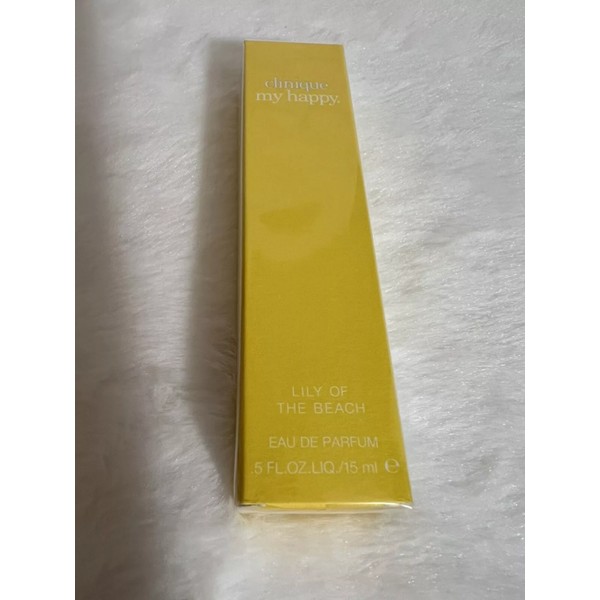 clinique
my happy.
LILY OF
THE BEACH
EAU DE PARFUM
.5 FL.OZ.LIQ./15 ml ℮